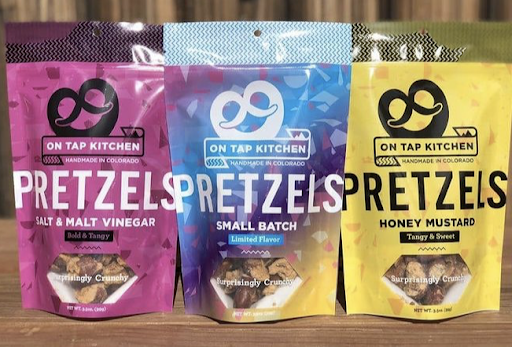 ON TAP KITCHEN
HANDMADE IN COLORADO
PRETZELS
SALT & MALT VINEGAR
Bold & Tangy
Surprisingly Crunchy
ON TAP KITCHEN
HANDMADE IN COLORADO
PRETZELS
SMALL BATCH
Limited Flavor
Surprisingly Crunchy
ON TAP KITCHEN
HANDMADE IN COLORADO
PRETZELS
HONEY MUSTARD
Tangy & Sweet
Surprisingly Crunchy